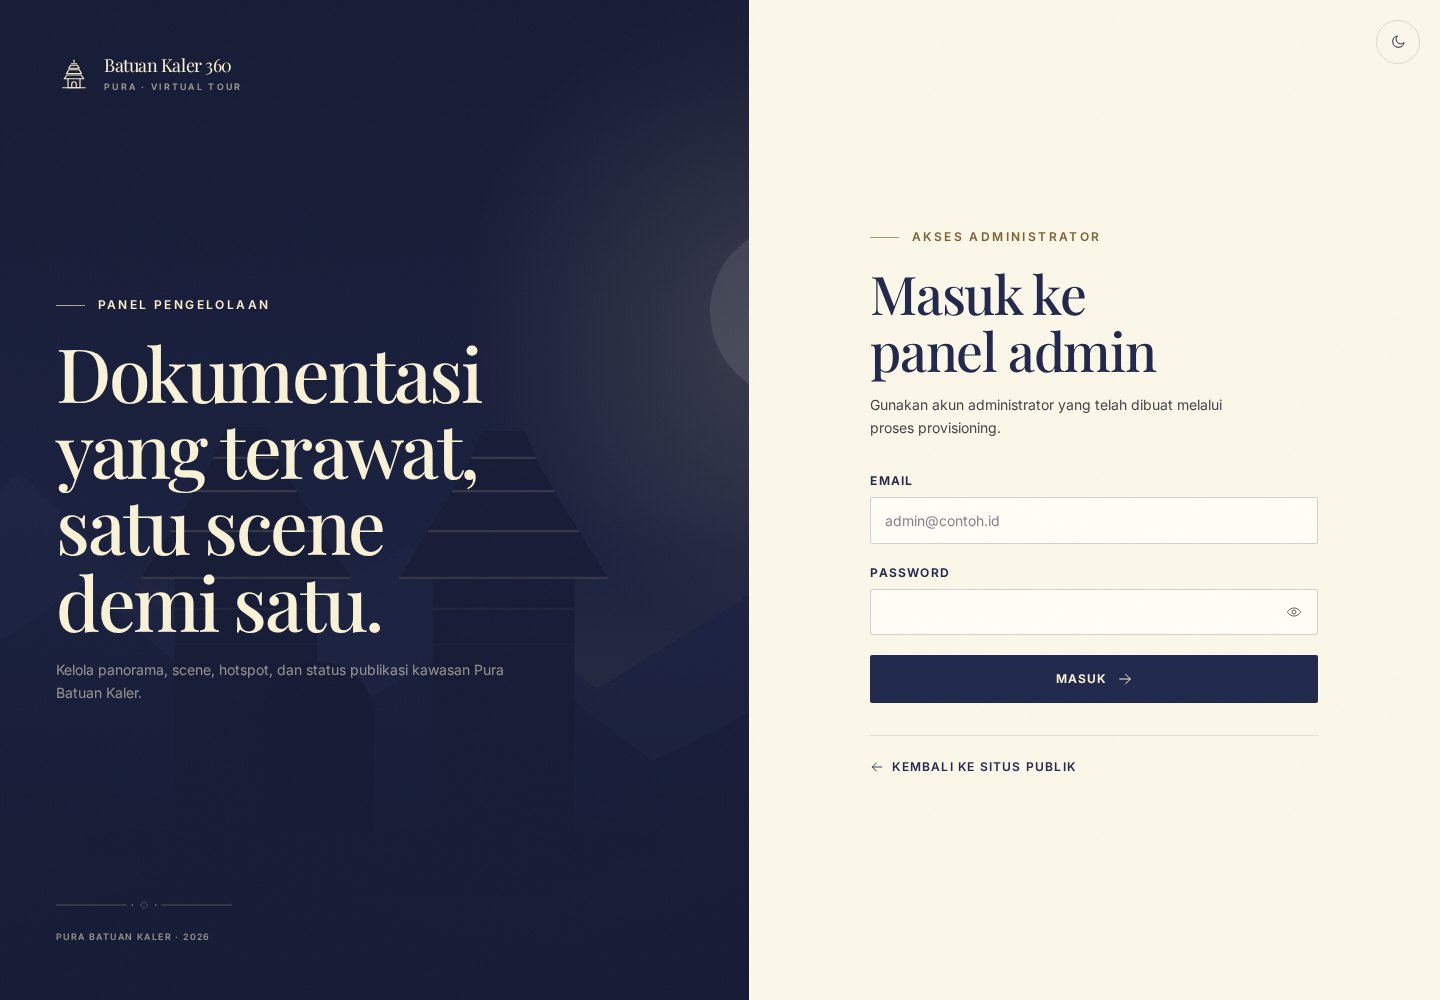 Batuan Kaler 360
PURA · VIRTUAL TOUR
PANEL PENGELOLAAN
Dokumentasi
yang terawat,
satu scene
demi satu.
Kelola panorama, scene, hotspot, dan status publikasi kawasan Pura
Batuan Kaler.
PURA BATUAN KALER · 2026
AKSES ADMINISTRATOR
Masuk ke
panel admin
Gunakan akun administrator yang telah dibuat melalui
proses provisioning.
EMAIL
admin@contoh.id
PASSWORD
MASUK
KEMBALI KE SITUS PUBLIK